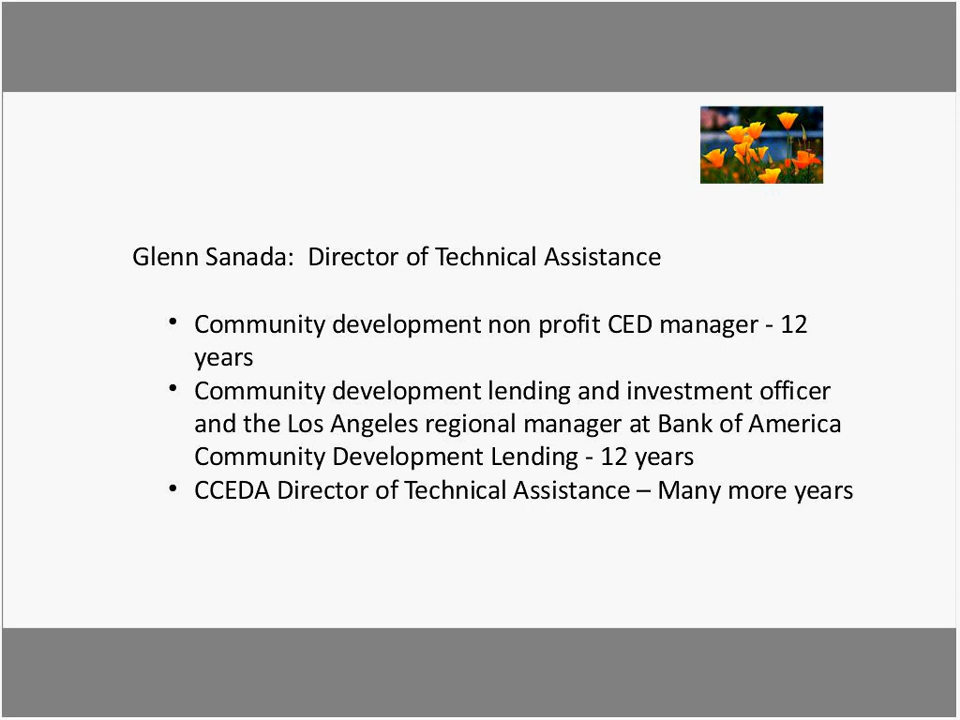 Glenn Sanada:  Director of Technical Assistance
• Community development non profit CED manager - 12
years
• Community development lending and investment officer
and the Los Angeles regional manager at Bank of America
Community Development Lending - 12 years
• CCEDA Director of Technical Assistance – Many more years